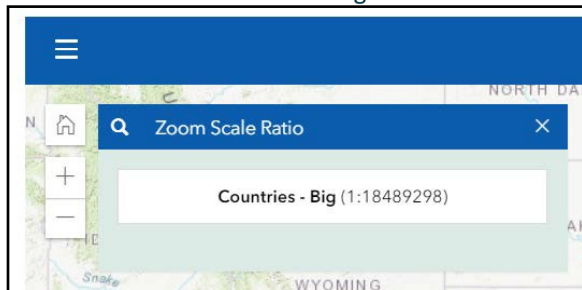 NORTH DA
Zoom Scale Ratio
Countries - Big (1:18489298)
Snake
WYOMING